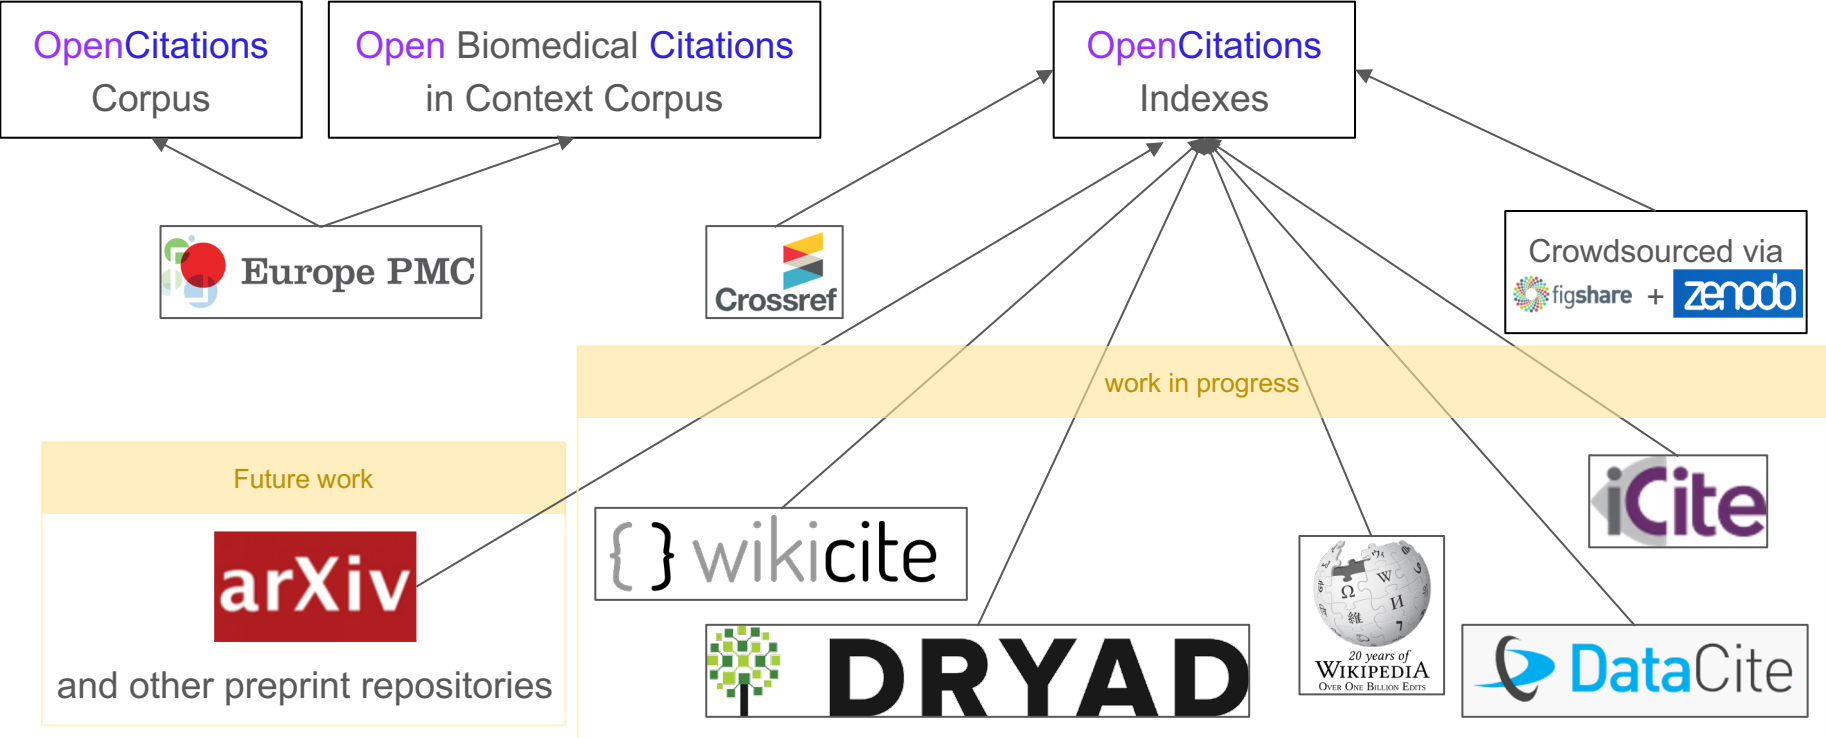 OpenCitations
Corpus
Open Biomedical Citations
in Context Corpus
OpenCitations
Indexes
Europe PMC
Crossref
Crowdsourced via
figshare + zenodo
work in progress
Future work
arXiv
and other preprint repositories
{ } wikicite
DRYAD
Ω
W
И
維
20 years of
WIKIPEDIA
OVER ONE BILLION EDITS
iCite
DataCite